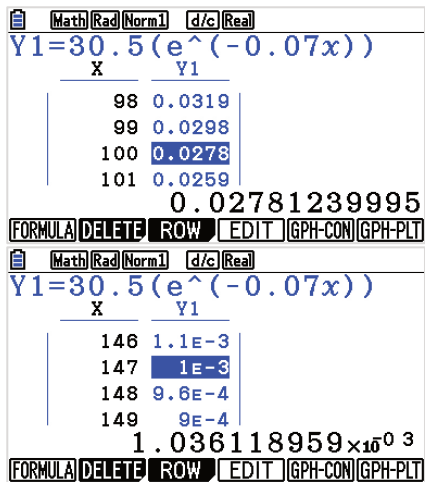 Math Rad Norm1 d/c Real
Y1=30.5(e^(-0.07x))
X Y1
98 0.0319
99 0.0298
100 0.0278
101 0.0259
0.02781239995
FORMULA DELETE ROW EDIT GPH-CON GPH-PLT
Math Rad Norm1 d/c Real
Y1=30.5(e^(-0.07x))
X Y1
146 1.1E-3
147 1E-3
148 9.6E-4
149 9E-4
1.036118959×10⁻⁰³
FORMULA DELETE ROW EDIT GPH-CON GPH-PLT